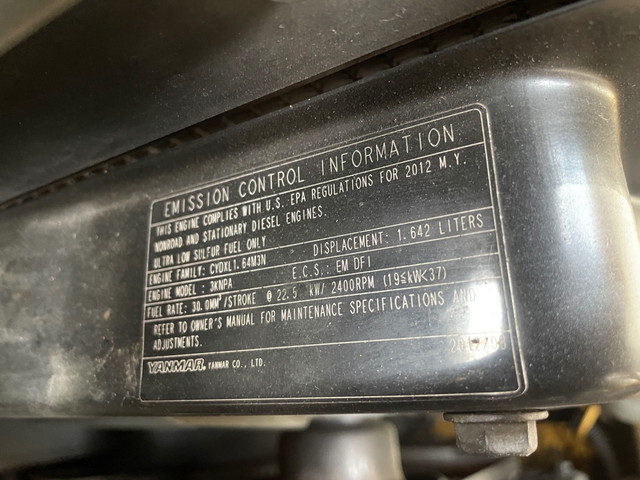 EMISSION CONTROL INFORMATION
THIS ENGINE COMPLIES WITH U.S. EPA REGULATIONS FOR 2012 M.Y.
NONROAD AND STATIONARY DIESEL ENGINES.
ULTRA LOW SULFUR FUEL ONLY
ENGINE FAMILY: CYDXL1.64M3N DISPLACEMENT: 1.642 LITERS
ENGINE MODEL : 3KNPA E.C.S.: EM DFI
FUEL RATE: 30.0MM³/STROKE @ 22.5 kW/ 2400RPM (19≤kW<37)
REFER TO OWNER'S MANUAL FOR MAINTENANCE SPECIFICATIONS AND
ADJUSTMENTS.
YANMAR® YANMAR CO., LTD.